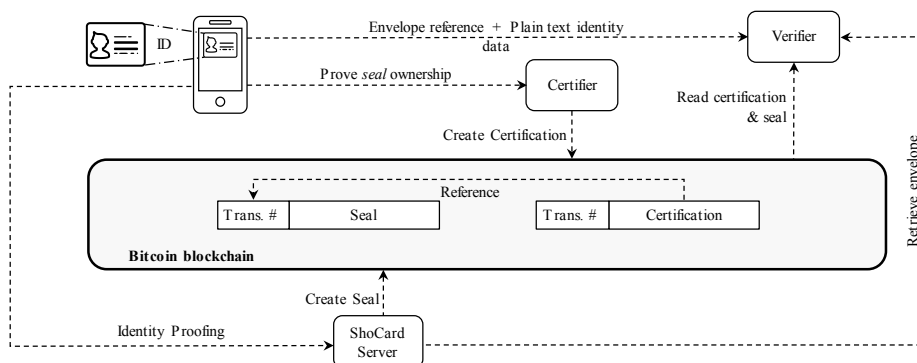 ID
Envelope reference + Plain text identity
data
Verifier
Prove seal ownership
Certifier
Read certification
& seal
Create Certification
Retrieve envelope
Reference
Trans. #
Seal
Trans. #
Certification
Bitcoin blockchain
Create Seal
Identity Proofing
ShoCard
Server